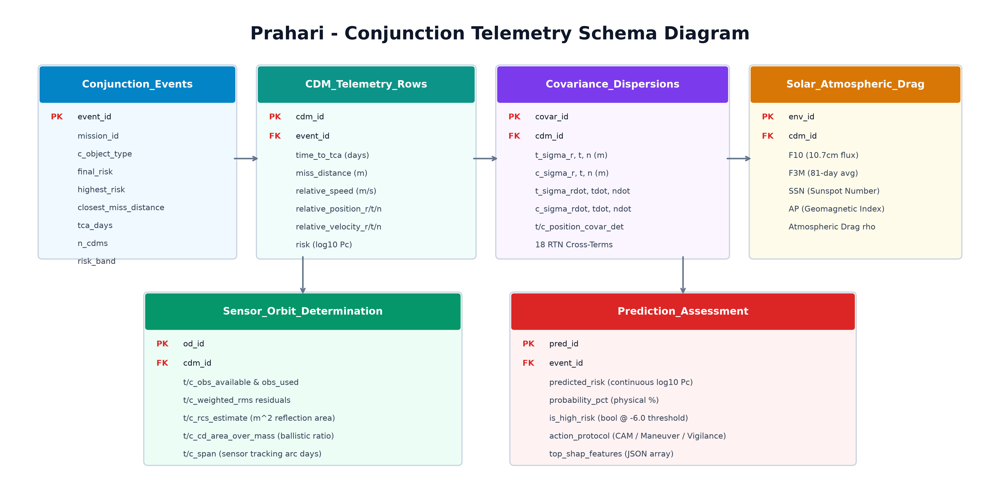 Prahari - Conjunction Telemetry Schema Diagram
Conjunction_Events
PK event_id
mission_id
c_object_type
final_risk
highest_risk
closest_miss_distance
tca_days
n_cdms
risk_band
CDM_Telemetry_Rows
PK cdm_id
FK event_id
time_to_tca (days)
miss_distance (m)
relative_speed (m/s)
relative_position_r/t/n
relative_velocity_r/t/n
risk (log10 Pc)
Covariance_Dispersions
PK covar_id
FK cdm_id
t_sigma_r, t, n (m)
c_sigma_r, t, n (m)
t_sigma_rdot, tdot, ndot
c_sigma_rdot, tdot, ndot
t/c_position_covar_det
18 RTN Cross-Terms
Solar_Atmospheric_Drag
PK env_id
FK cdm_id
F10 (10.7cm flux)
F3M (81-day avg)
SSN (Sunspot Number)
AP (Geomagnetic Index)
Atmospheric Drag rho
Sensor_Orbit_Determination
PK od_id
FK cdm_id
t/c_obs_available & obs_used
t/c_weighted_rms residuals
t/c_rcs_estimate (m^2 reflection area)
t/c_cd_area_over_mass (ballistic ratio)
t/c_span (sensor tracking arc days)
Prediction_Assessment
PK pred_id
FK event_id
predicted_risk (continuous log10 Pc)
probability_pct (physical %)
is_high_risk (bool @ -6.0 threshold)
action_protocol (CAM / Maneuver / Vigilance)
top_shap_features (JSON array)